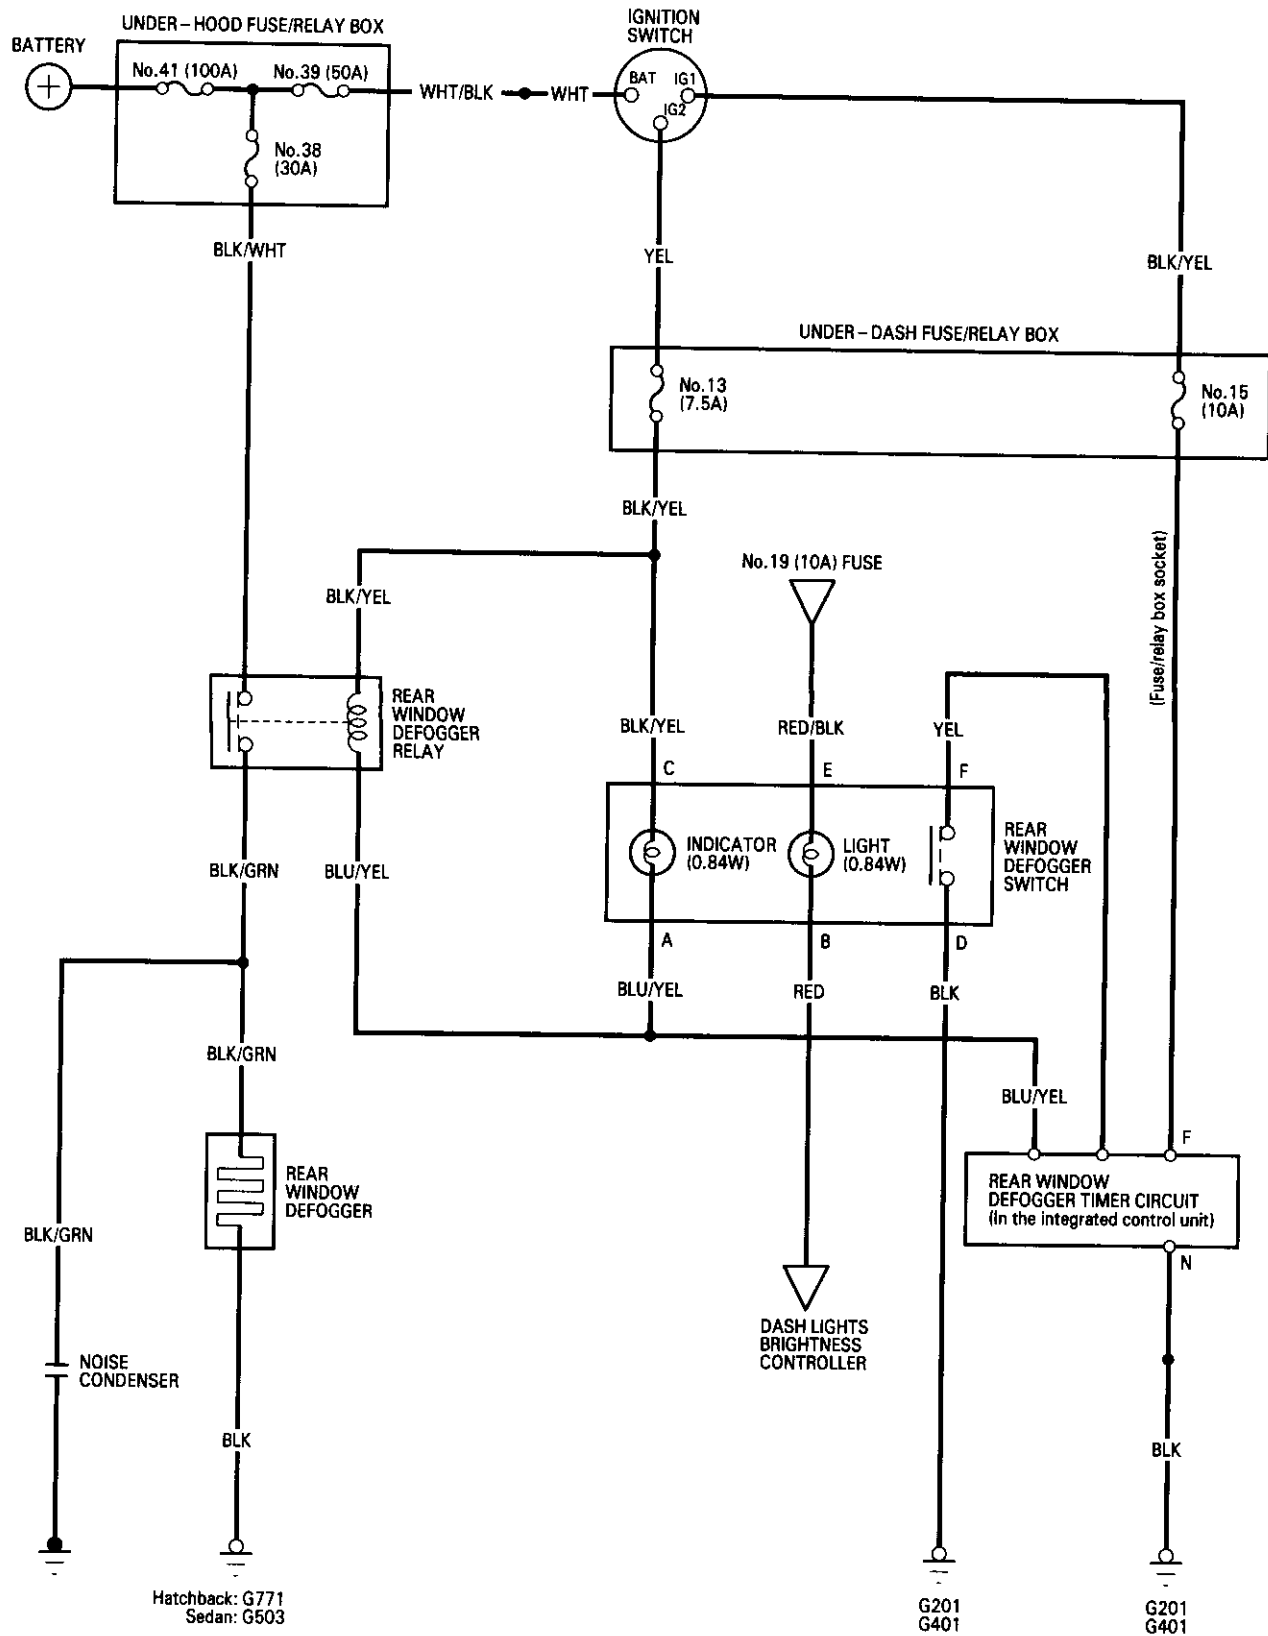 UNDER-HOOD FUSE/RELAY BOX
IGNITION
SWITCH
BATTERY
No.41 (100A)
No.39 (50A)
BAT
IG1
IG2
WHT/BLK
WHT
No.38
(30A)
BLK/WHT
YEL
BLK/YEL
UNDER-DASH FUSE/RELAY BOX
No.13
(7.5A)
No.15
(10A)
BLK/YEL
No.19 (10A) FUSE
(Fuse/relay box socket)
BLK/YEL
REAR
WINDOW
DEFOGGER
RELAY
BLK/YEL
RED/BLK
YEL
C
E
F
INDICATOR
(0.84W)
LIGHT
(0.84W)
REAR
WINDOW
DEFOGGER
SWITCH
BLK/GRN
BLU/YEL
A
B
D
BLU/YEL
RED
BLK
BLK/GRN
BLU/YEL
F
REAR WINDOW
DEFOGGER
REAR WINDOW
DEFOGGER TIMER CIRCUIT
(In the integrated control unit)
BLK/GRN
N
DASH LIGHTS
BRIGHTNESS
CONTROLLER
NOISE
CONDENSER
BLK
BLK
Hatchback: G771
Sedan: G503
G201
G401
G201
G401